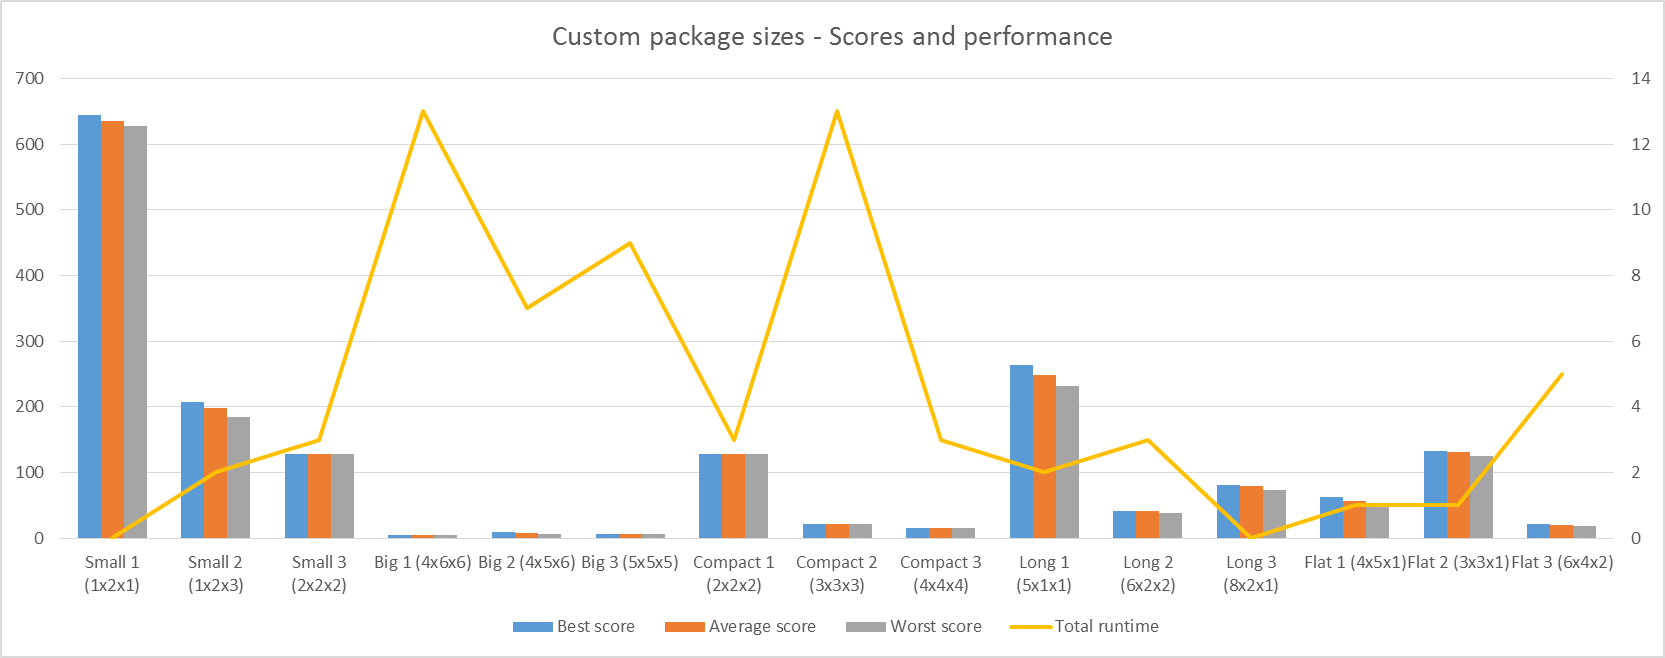 Custom package sizes - Scores and performance
700 14
600 12
500 10
400 8
300 6
200 4
100 2
0 0
Small 1 Small 2 Small 3 Big 1 (4x6x6) Big 2 (4x5x6) Big 3 (5x5x5) Compact 1 Compact 2 Compact 3 Long 1 Long 2 Long 3 Flat 1 (4x5x1) Flat 2 (3x3x1) Flat 3 (6x4x2)
(1x2x1) (1x2x3) (2x2x2) (2x2x2) (3x3x3) (4x4x4) (5x1x1) (6x2x2) (8x2x1)
Best score Average score Worst score Total runtime